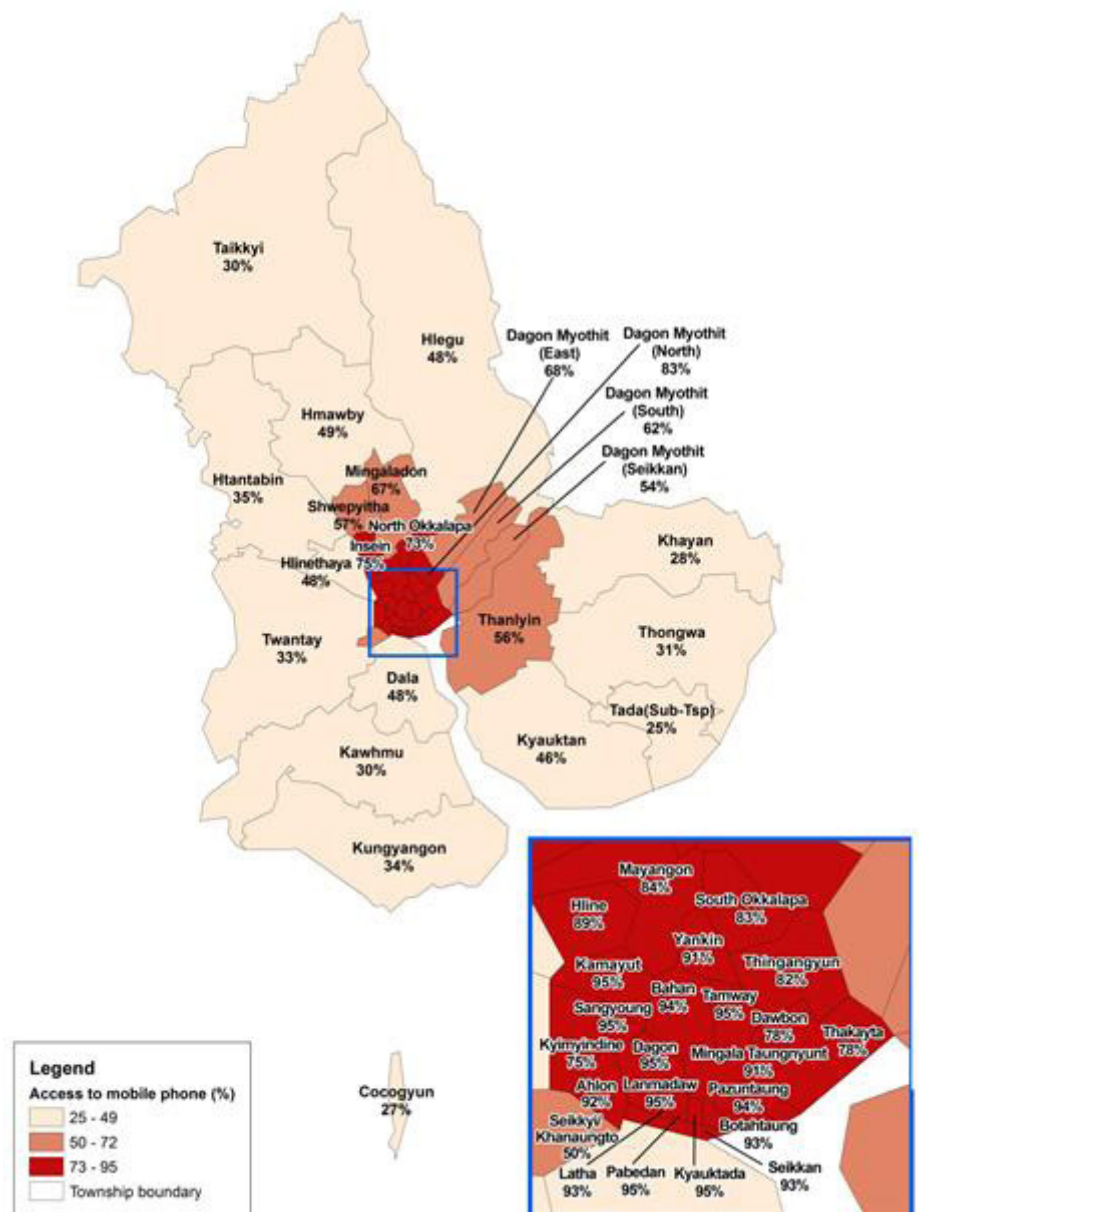 Taikkyi
30%
Hlegu
48%
Dagon Myothit
(East)
68%
Dagon Myothit
(North)
83%
Dagon Myothit
(South)
62%
Dagon Myothit
(Seikkan)
54%
Hmawby
49%
Mingaladon
67%
Htantabin
35%
Shwepyitha
57%
North Okkalapa
73%
Insein
75%
Hlinethaya
48%
Khayan
28%
Twantay
33%
Thanlyin
56%
Thongwa
31%
Dala
48%
Tada(Sub-Tsp)
25%
Kyauktan
46%
Kawhmu
30%
Kungyangon
34%
Mayangon
84%
Hline
89%
South Okkalapa
83%
Yankin
91%
Kamayut
95%
Thingangyun
82%
Bahan
94%
Tamway
95%
Sangyoung
95%
Dawbon
78%
Thakayta
78%
Kyimyindine
75%
Dagon
95%
Mingala Taungnyunt
91%
Ahlon
92%
Lanmadaw
95%
Pazuntaung
94%
Seikkyi/
Khanaungto
50%
Botahtaung
93%
Latha
93%
Pabedan
95%
Kyauktada
95%
Seikkan
93%
Cocogyun
27%
Legend
Access to mobile phone (%)
25 - 49
50 - 72
73 - 95
Township boundary